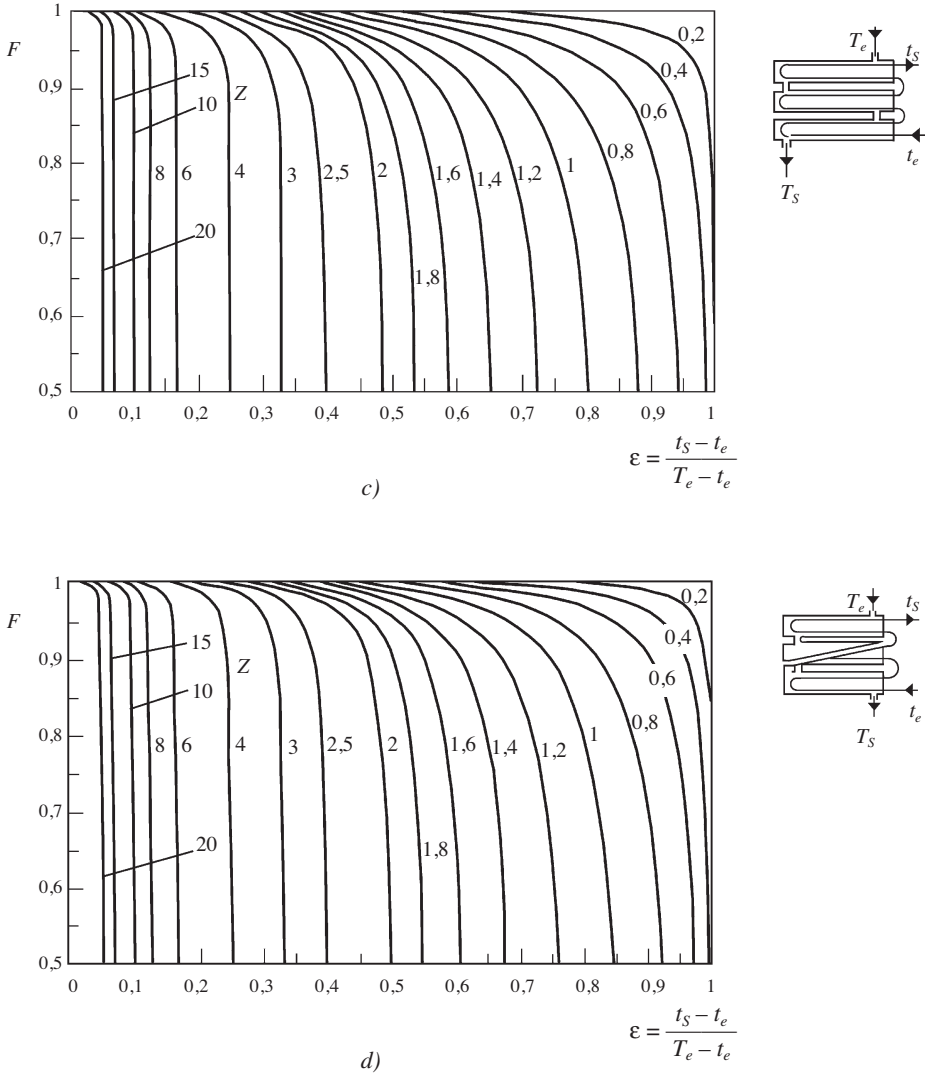 1
F
0,9
0,8
0,7
0,6
0,5
15
10
Z
8
6
4
3
2,5
2
1,6
1,4
1,2
1
0,8
0,6
0,4
0,2
20
1,8
0 0,1 0,2 0,3 0,4 0,5 0,6 0,7 0,8 0,9 1
ε = (t_S – t_e) / (T_e – t_e)
c)
T_e
t_S
t_e
T_S
1
F
0,9
0,8
0,7
0,6
0,5
15
10
Z
8
6
4
3
2,5
2
1,6
1,4
1,2
1
0,8
0,6
0,4
0,2
20
1,8
0 0,1 0,2 0,3 0,4 0,5 0,6 0,7 0,8 0,9 1
ε = (t_S – t_e) / (T_e – t_e)
d)
T_e
t_S
t_e
T_S